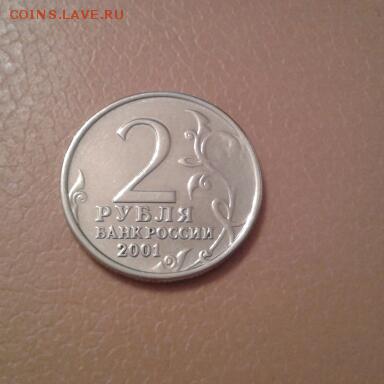 COINS.LAVE.RU
2
РУБЛЯ
БАНК РОССИИ
2001